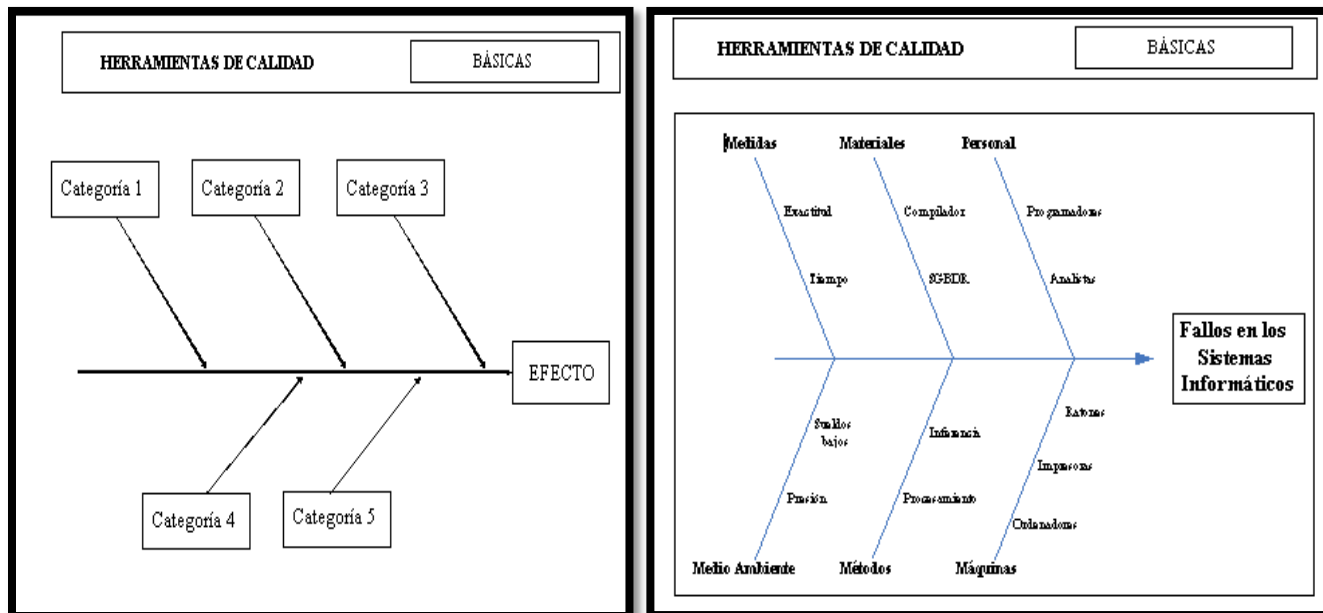 HERRAMIENTAS DE CALIDAD
BÁSICAS
Categoría 1
Categoría 2
Categoría 3
EFECTO
Categoría 4
Categoría 5
HERRAMIENTAS DE CALIDAD
BÁSICAS
Medidas
Materiales
Personal
Exactitud
Compilador
Programadores
Tiempo
SGBDR
Analistas
Fallos en los
Sistemas
Informáticos
Ratones
Sueldos
bajos
Inferencia
Impresoras
Presión
Procesamiento
Ordenadores
Medio Ambiente
Métodos
Máquinas